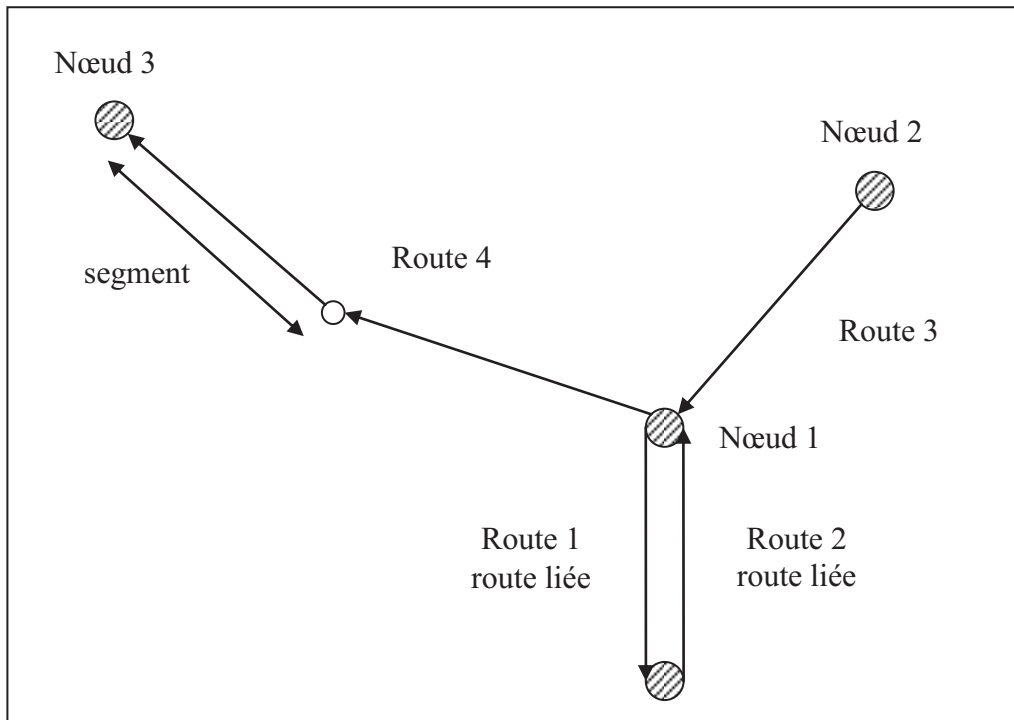 Nœud 3
Nœud 2
segment
Route 4
Route 3
Nœud 1
Route 1
route liée
Route 2
route liée